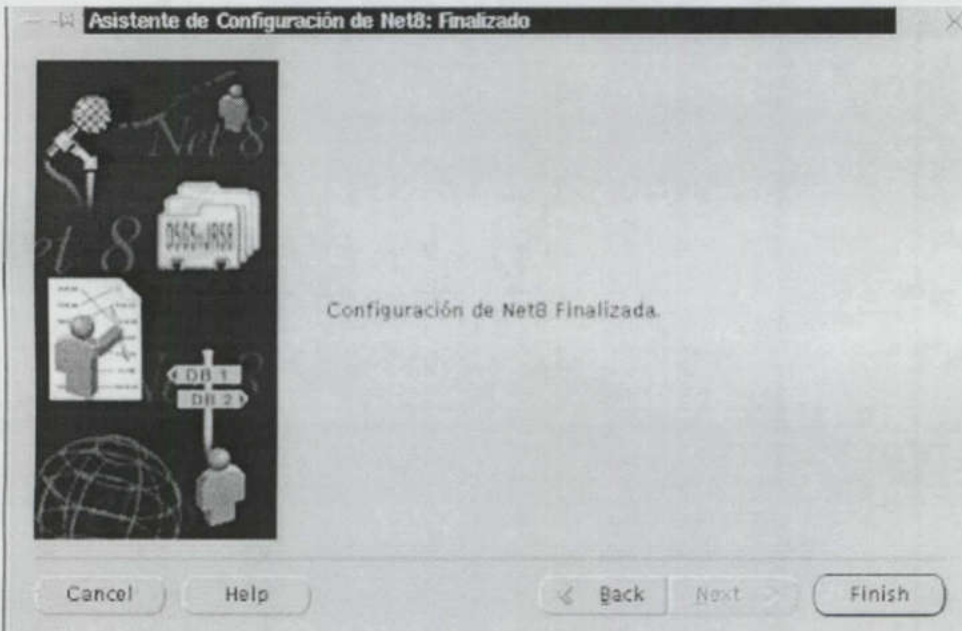 Asistente de Configuración de Net8: Finalizado
Net 8
et 8
DB 1
DB 2
Configuración de Net8 Finalizada.
Cancel
Help
Back
Next
Finish